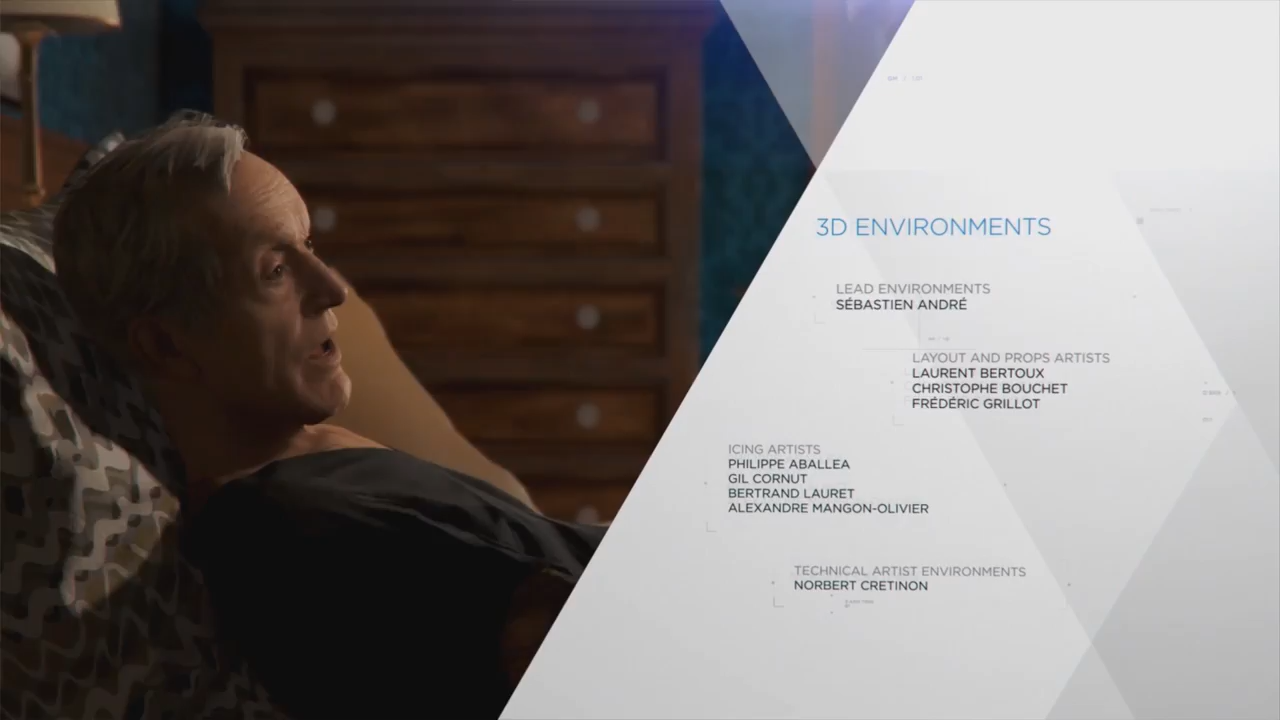 3D ENVIRONMENTS
LEAD ENVIRONMENTS
SÉBASTIEN ANDRÉ
LAYOUT AND PROPS ARTISTS
LAURENT BERTOUX
CHRISTOPHE BOUCHET
FRÉDÉRIC GRILLOT
ICING ARTISTS
PHILIPPE ABALLEA
GIL CORNUT
BERTRAND LAURET
ALEXANDRE MANGON-OLIVIER
TECHNICAL ARTIST ENVIRONMENTS
NORBERT CRETINON